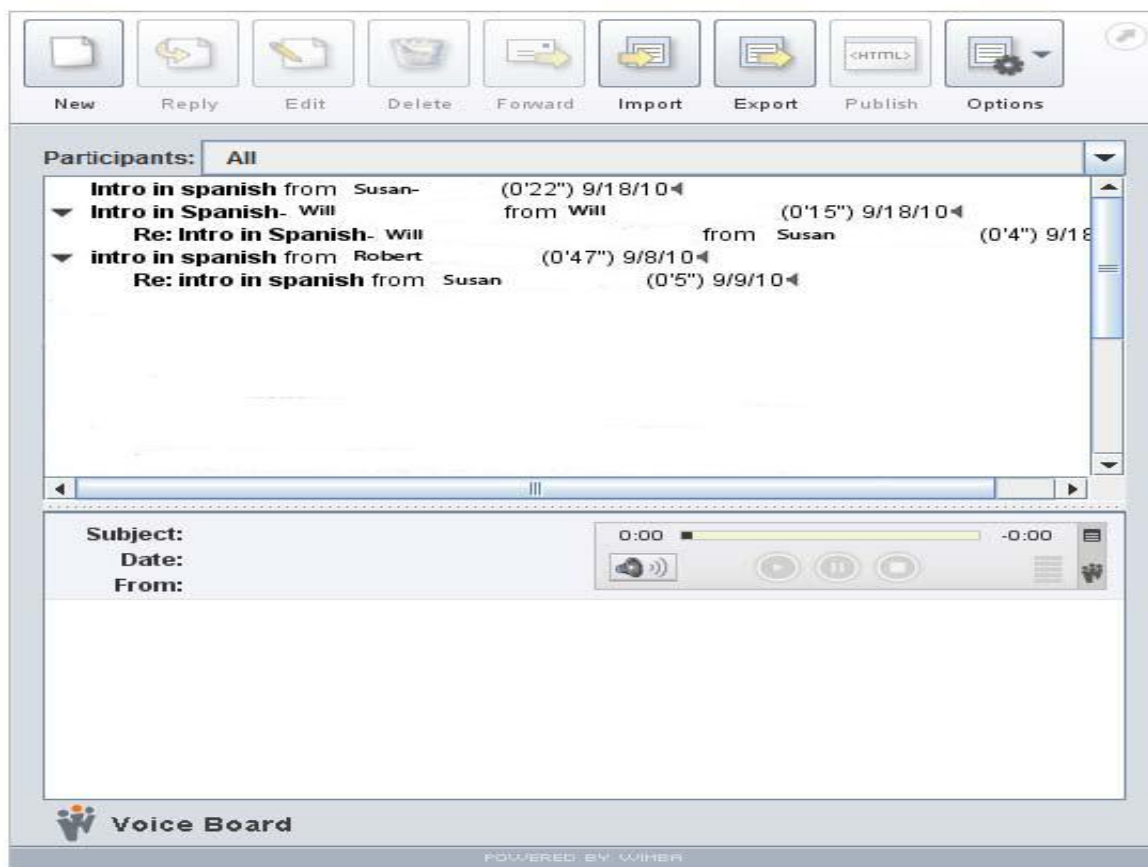 <HTML>
New Reply Edit Delete Forward Import Export Publish Options
Participants: All
Intro in spanish from Susan- (0'22") 9/18/10
Intro in Spanish- Will from Will (0'15") 9/18/10
Re: Intro in Spanish- Will from Susan (0'4") 9/18
intro in spanish from Robert (0'47") 9/8/10
Re: intro in spanish from Susan (0'5") 9/9/10
Subject: 0:00 -0:00
Date:
From:
Voice Board
POWERED BY WIMBA